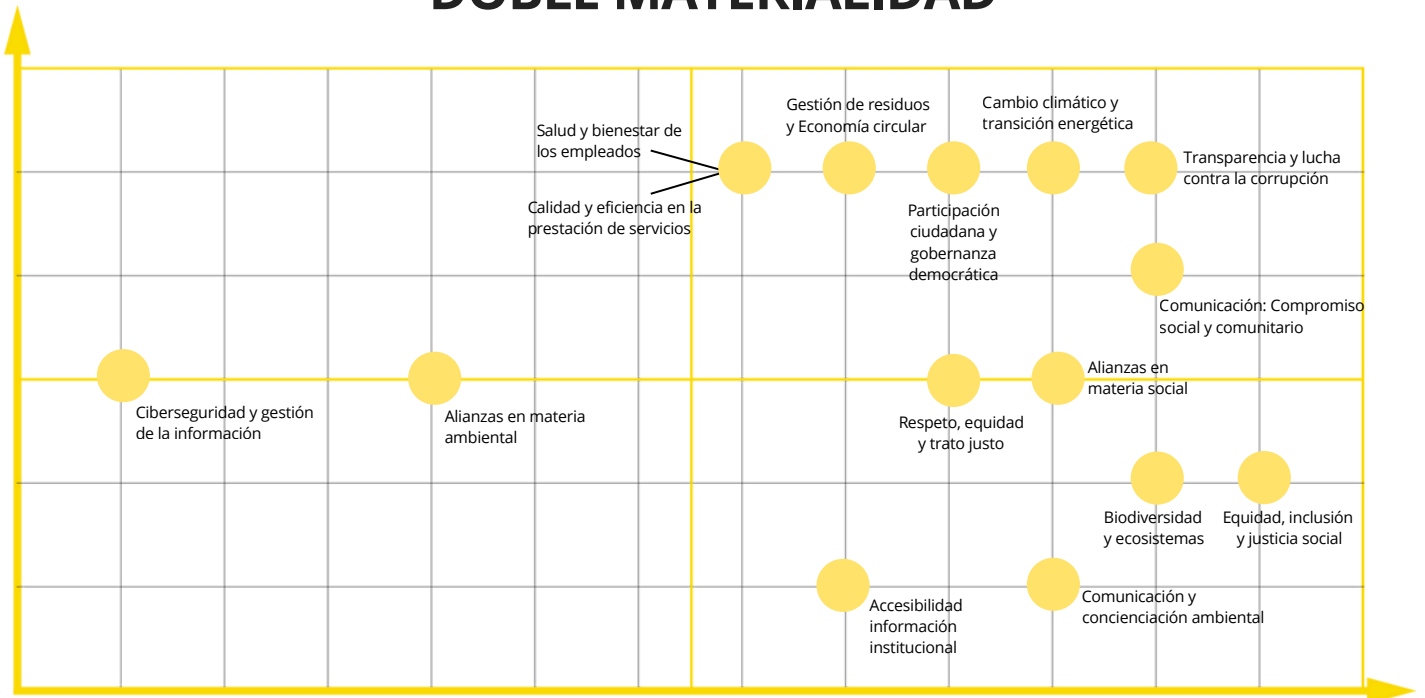 DOBLE MATERIALIDAD
Salud y bienestar de
los empleados
Gestión de residuos
y Economía circular
Cambio climático y
transición energética
Transparencia y lucha
contra la corrupción
Calidad y eficiencia en la
prestación de servicios
Participación
ciudadana y
gobernanza
democrática
Comunicación: Compromiso
social y comunitario
Ciberseguridad y gestión
de la información
Alianzas en materia
ambiental
Respeto, equidad
y trato justo
Alianzas en
materia social
Biodiversidad
y ecosistemas
Equidad, inclusión
y justicia social
Accesibilidad
información
institucional
Comunicación y
concienciación ambiental